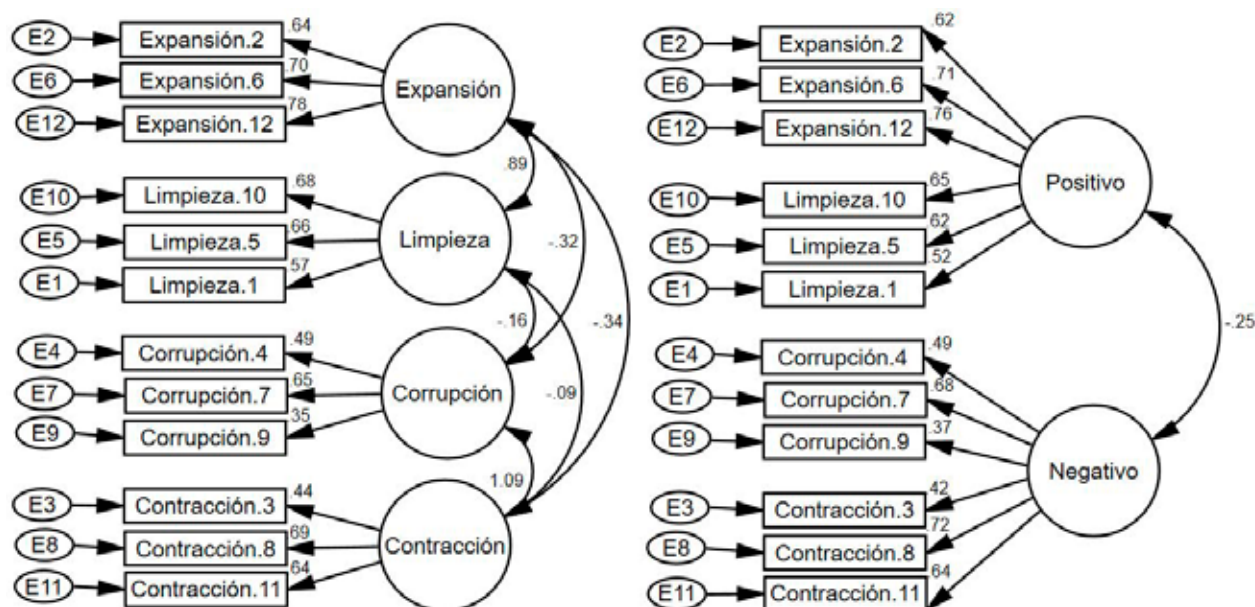 E2 Expansión.2 .64
E6 Expansión.6 .70
E12 Expansión.12 .78
Expansión
E10 Limpieza.10 .68
E5 Limpieza.5 .66
E1 Limpieza.1 .57
Limpieza
E4 Corrupción.4 .49
E7 Corrupción.7 .65
E9 Corrupción.9 .35
Corrupción
E3 Contracción.3 .44
E8 Contracción.8 .69
E11 Contracción.11 .64
Contracción
.89
-.32
-.16
-.34
-.09
1.09
E2 Expansión.2 .62
E6 Expansión.6 .71
E12 Expansión.12 .76
E10 Limpieza.10 .65
E5 Limpieza.5 .62
E1 Limpieza.1 .52
Positivo
E4 Corrupción.4 .49
E7 Corrupción.7 .68
E9 Corrupción.9 .37
E3 Contracción.3 .42
E8 Contracción.8 .72
E11 Contracción.11 .64
Negativo
-.25